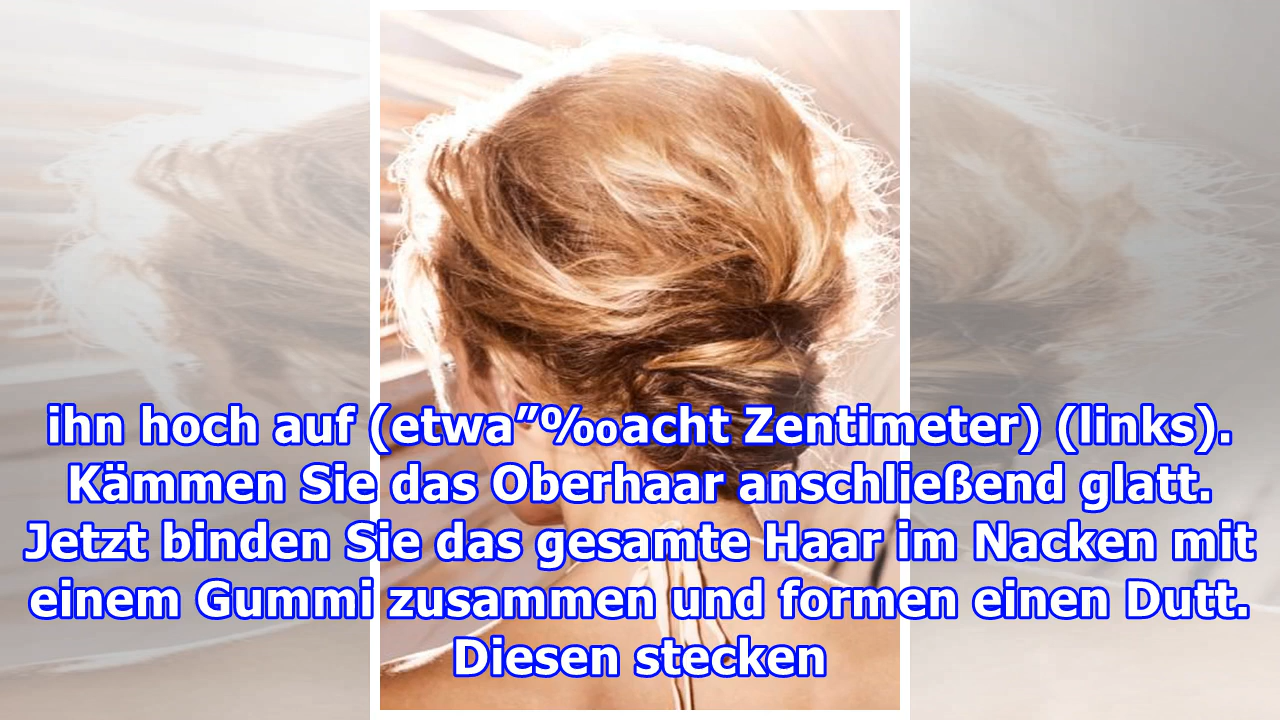 ihn hoch auf (etwa”‰acht Zentimeter) (links).
Kämmen Sie das Oberhaar anschließend glatt.
Jetzt binden Sie das gesamte Haar im Nacken mit
einem Gummi zusammen und formen einen Dutt.
Diesen stecken